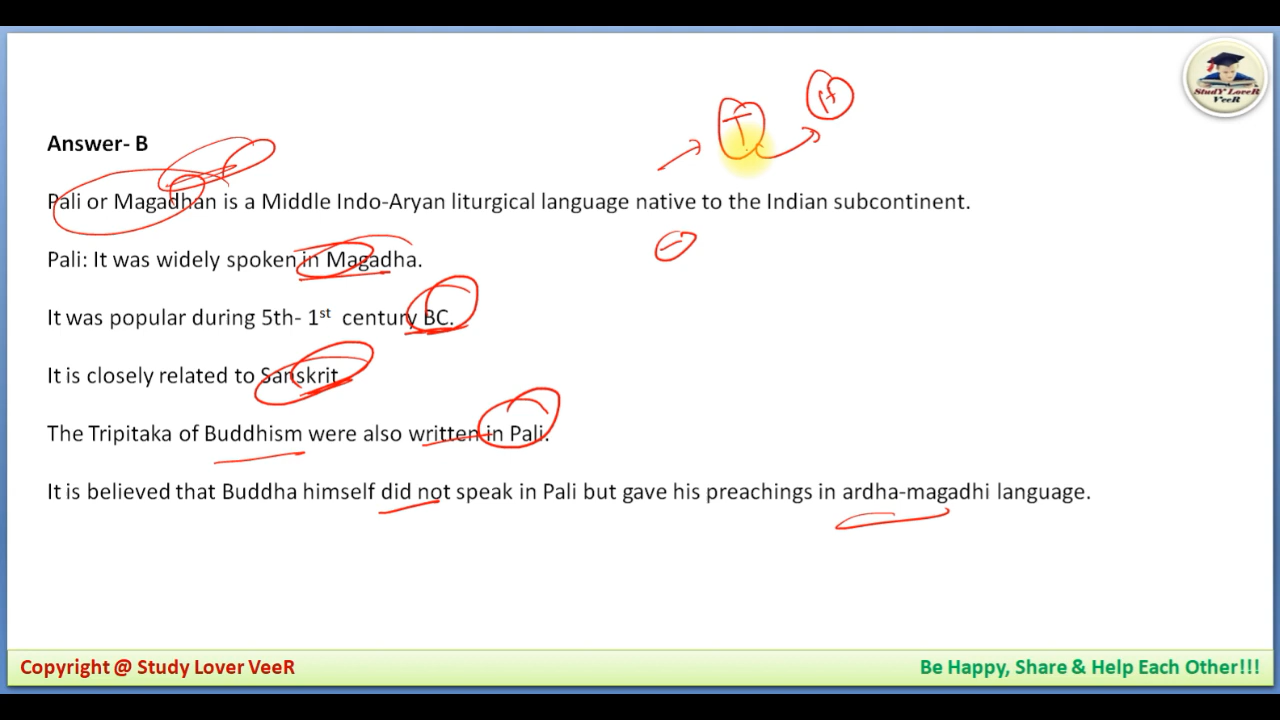 StudY LoveR
VeeR
T
Answer- B
Pali or Magadhan is a Middle Indo-Aryan liturgical language native to the Indian subcontinent.
Pali: It was widely spoken in Magadha.
It was popular during 5th- 1st century BC.
It is closely related to Sanskrit
The Tripitaka of Buddhism were also written in Pali.
It is believed that Buddha himself did not speak in Pali but gave his preachings in ardha-magadhi language.
Copyright @ Study Lover VeeR
Be Happy, Share & Help Each Other!!!